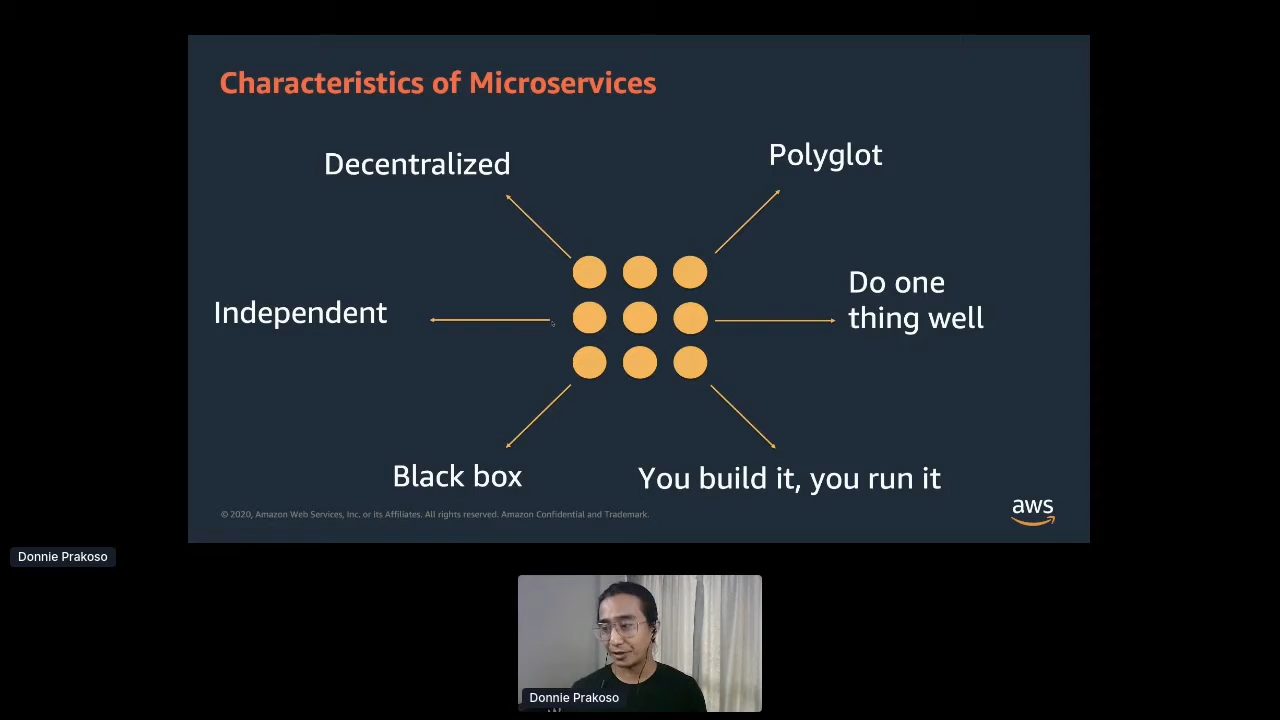 Characteristics of Microservices
Decentralized
Polyglot
Independent
Do one
thing well
Black box
You build it, you run it
© 2020, Amazon Web Services, Inc. or its Affiliates. All rights reserved. Amazon Confidential and Trademark.
aws
Donnie Prakoso
Donnie Prakoso